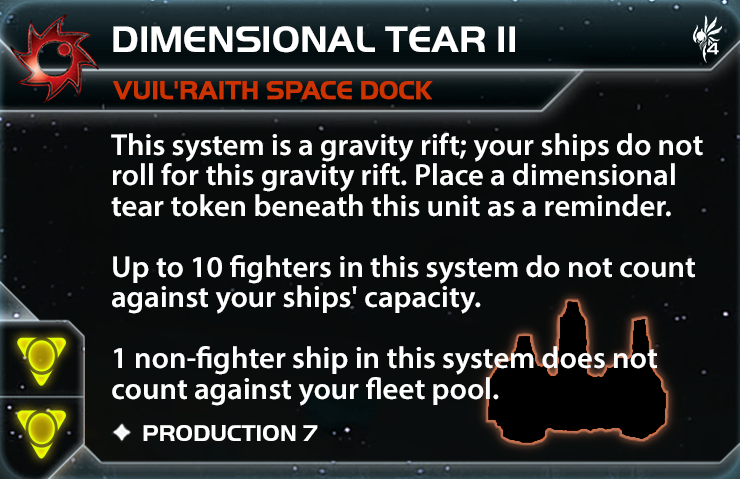 DIMENSIONAL TEAR II
4
VUIL'RAITH SPACE DOCK
This system is a gravity rift; your ships do not
roll for this gravity rift. Place a dimensional
tear token beneath this unit as a reminder.
Up to 10 fighters in this system do not count
against your ships' capacity.
1 non-fighter ship in this system does not
count against your fleet pool.
PRODUCTION 7